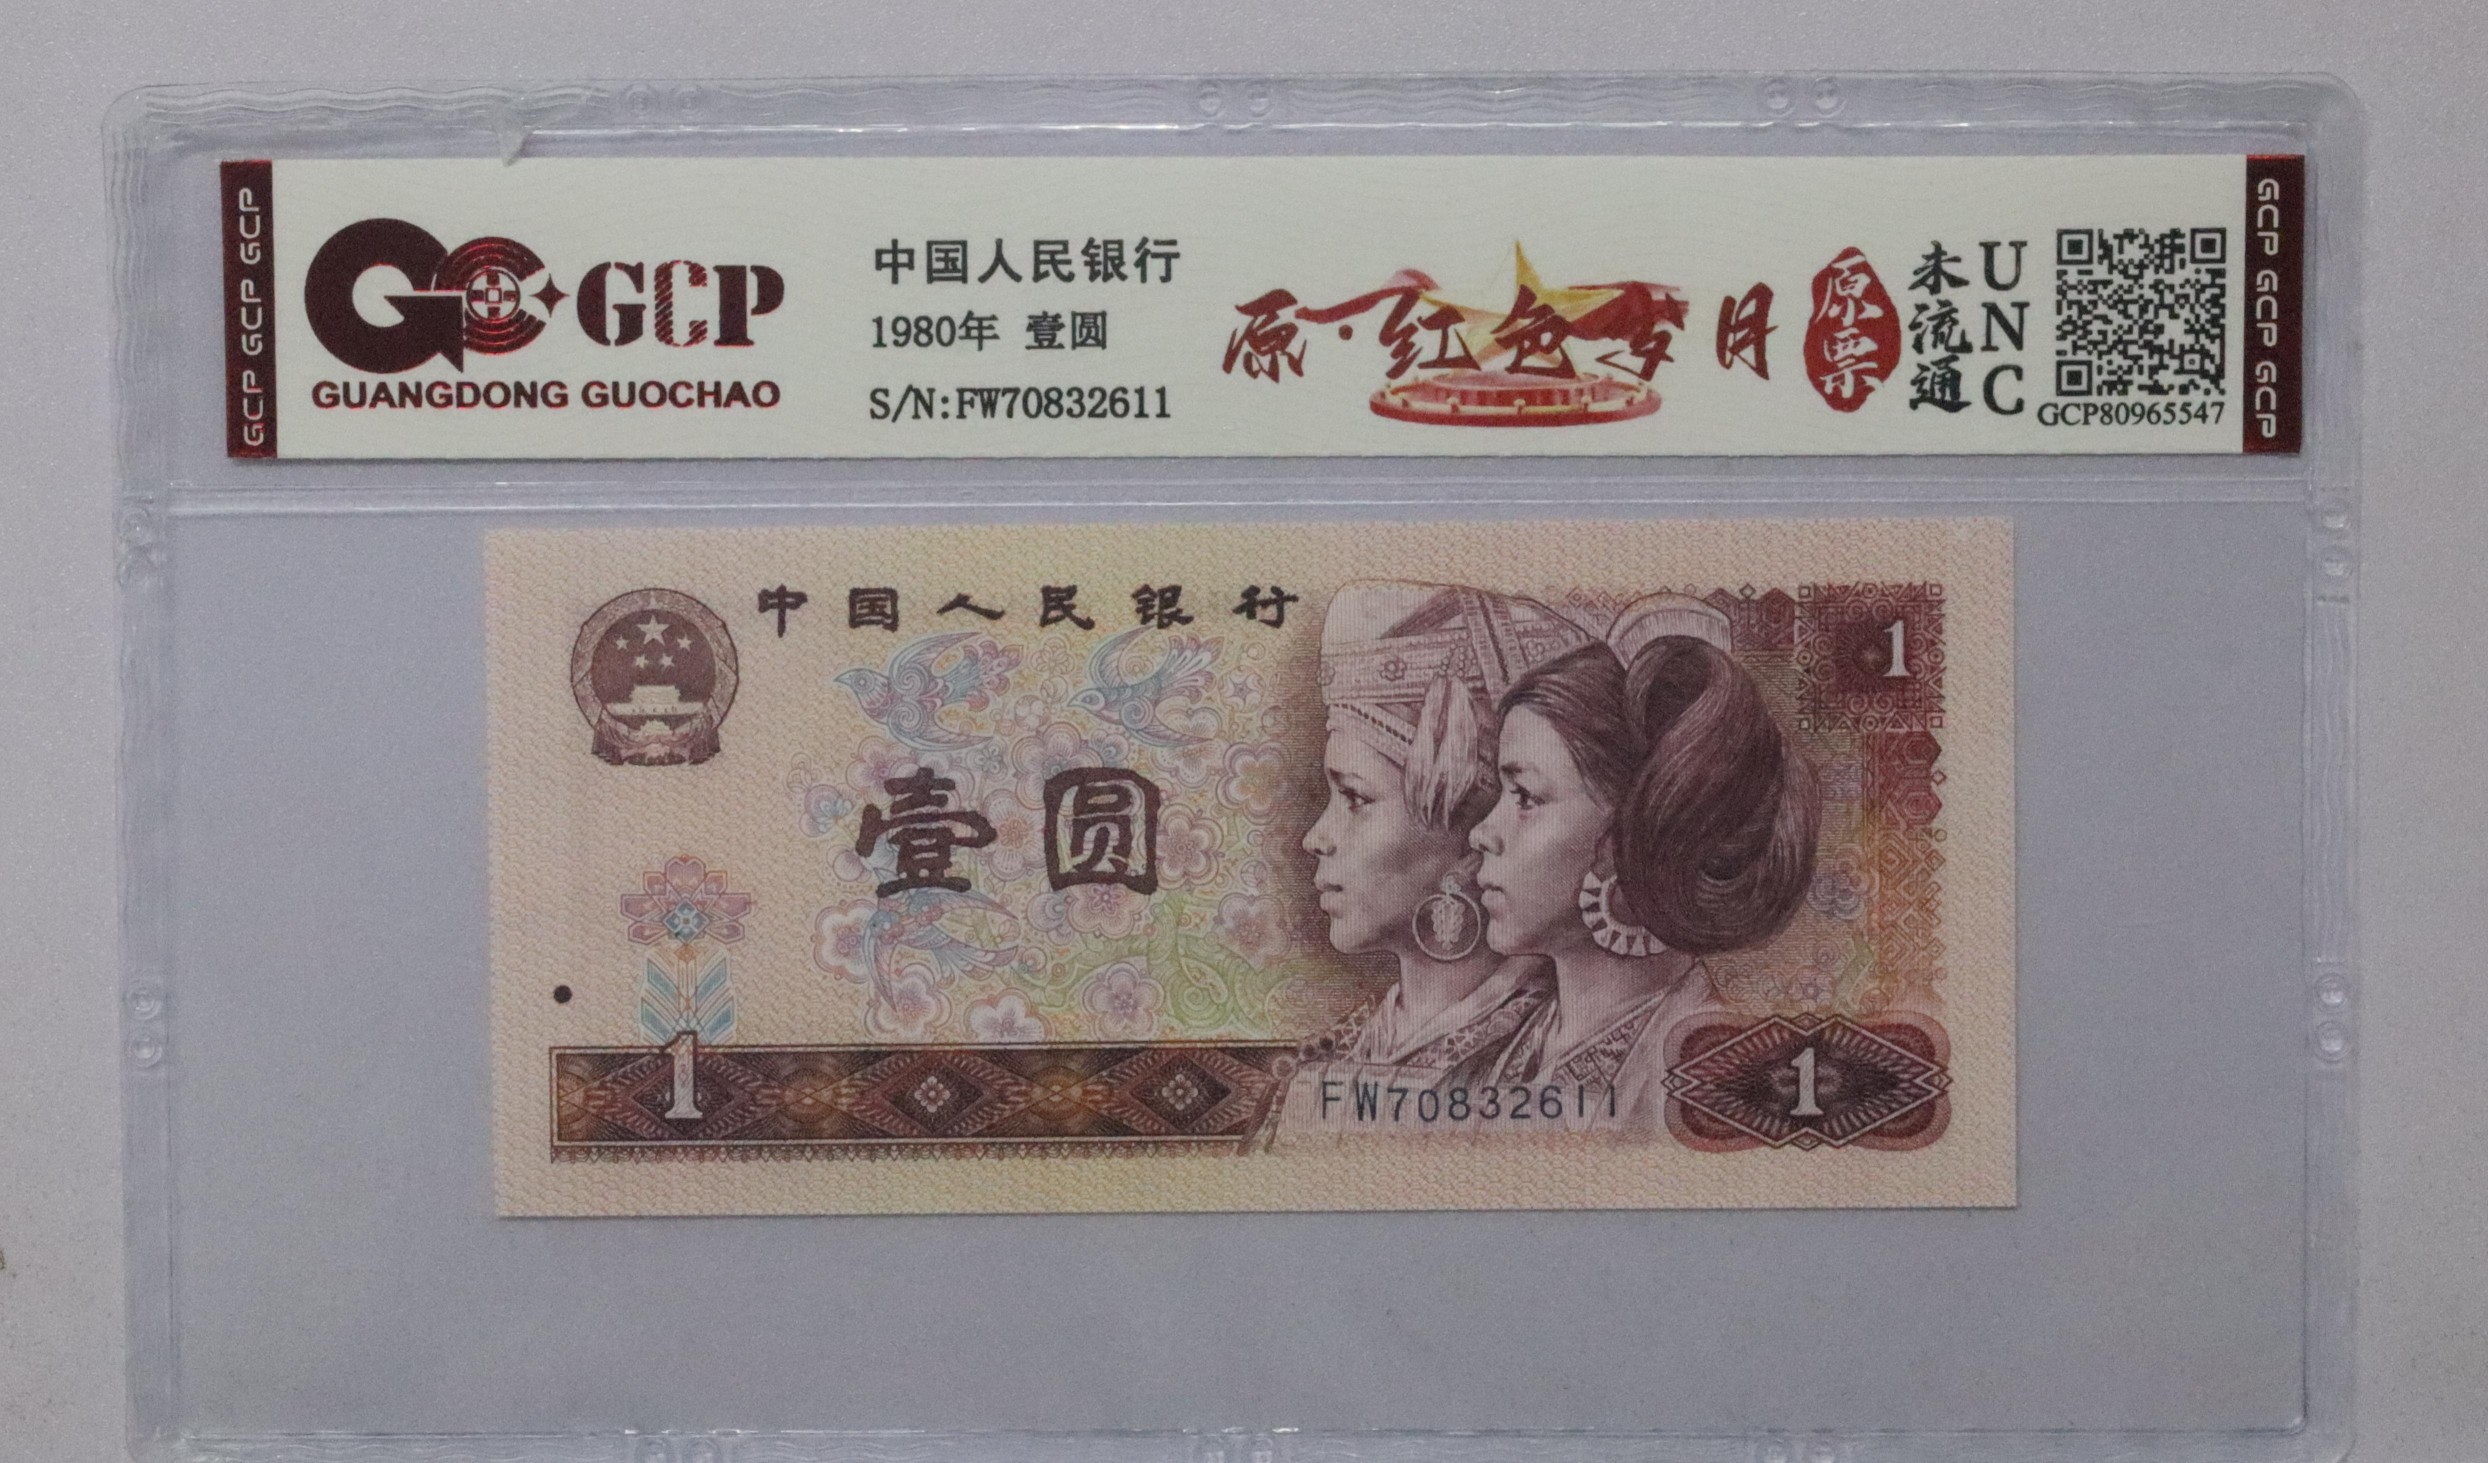 GCP GCP GCP
GCP
GUANGDONG GUOCHAO
中国人民银行
1980年 壹圆
S/N:FW70832611
原·红色岁月
原票
未流通
UNC
GCP80965547
GCP GCP GCP
中国人民银行
1
壹圆
1
FW70832611
1